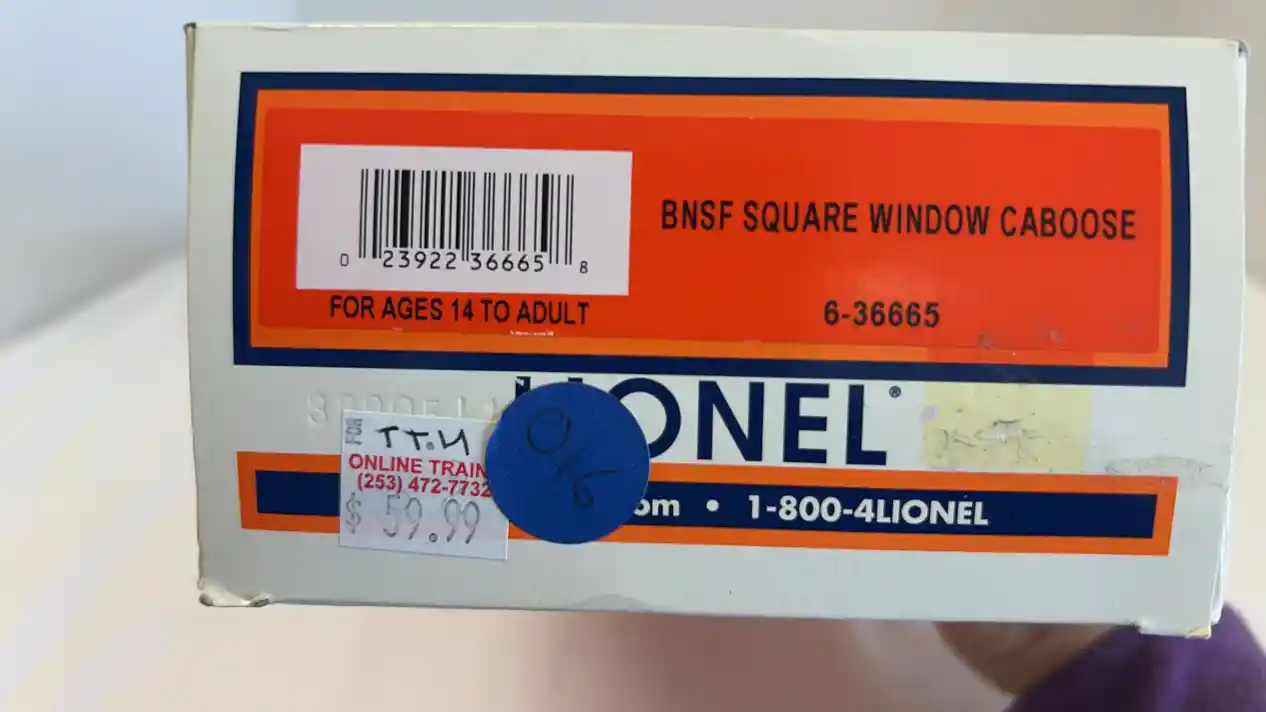 BNSF SQUARE WINDOW CABOOSE
0 23922 36665 8
FOR AGES 14 TO ADULT
6-36665
LIONEL®
FOR
TT.4
ONLINE TRAIN
(253) 472-7732
$ 59.99
om • 1-800-4LIONEL